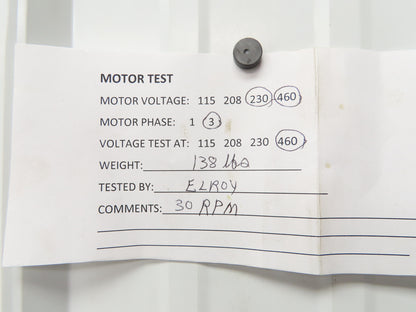 MOTOR TEST
MOTOR VOLTAGE: 115 208 230 460
MOTOR PHASE: 1 3
VOLTAGE TEST AT: 115 208 230 460
WEIGHT: 138 lbs
TESTED BY: ELROY
COMMENTS: 30 RPM